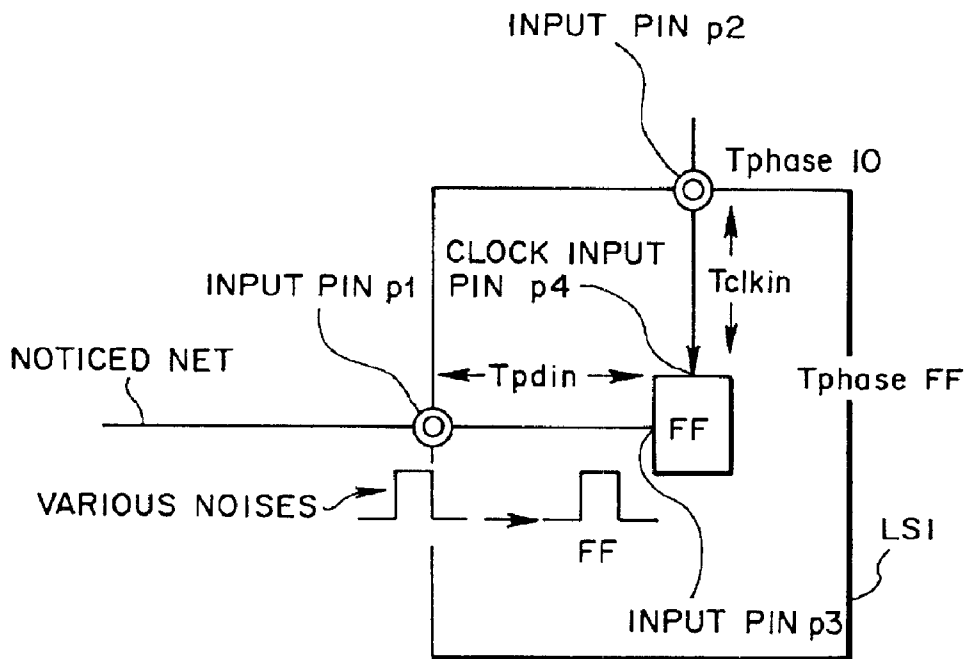 INPUT PIN p2
Tphase IO
CLOCK INPUT
PIN p4
Tclkin
INPUT PIN p1
NOTICED NET
Tpdin
Tphase FF
FF
VARIOUS NOISES
FF
LSI
INPUT PIN p3